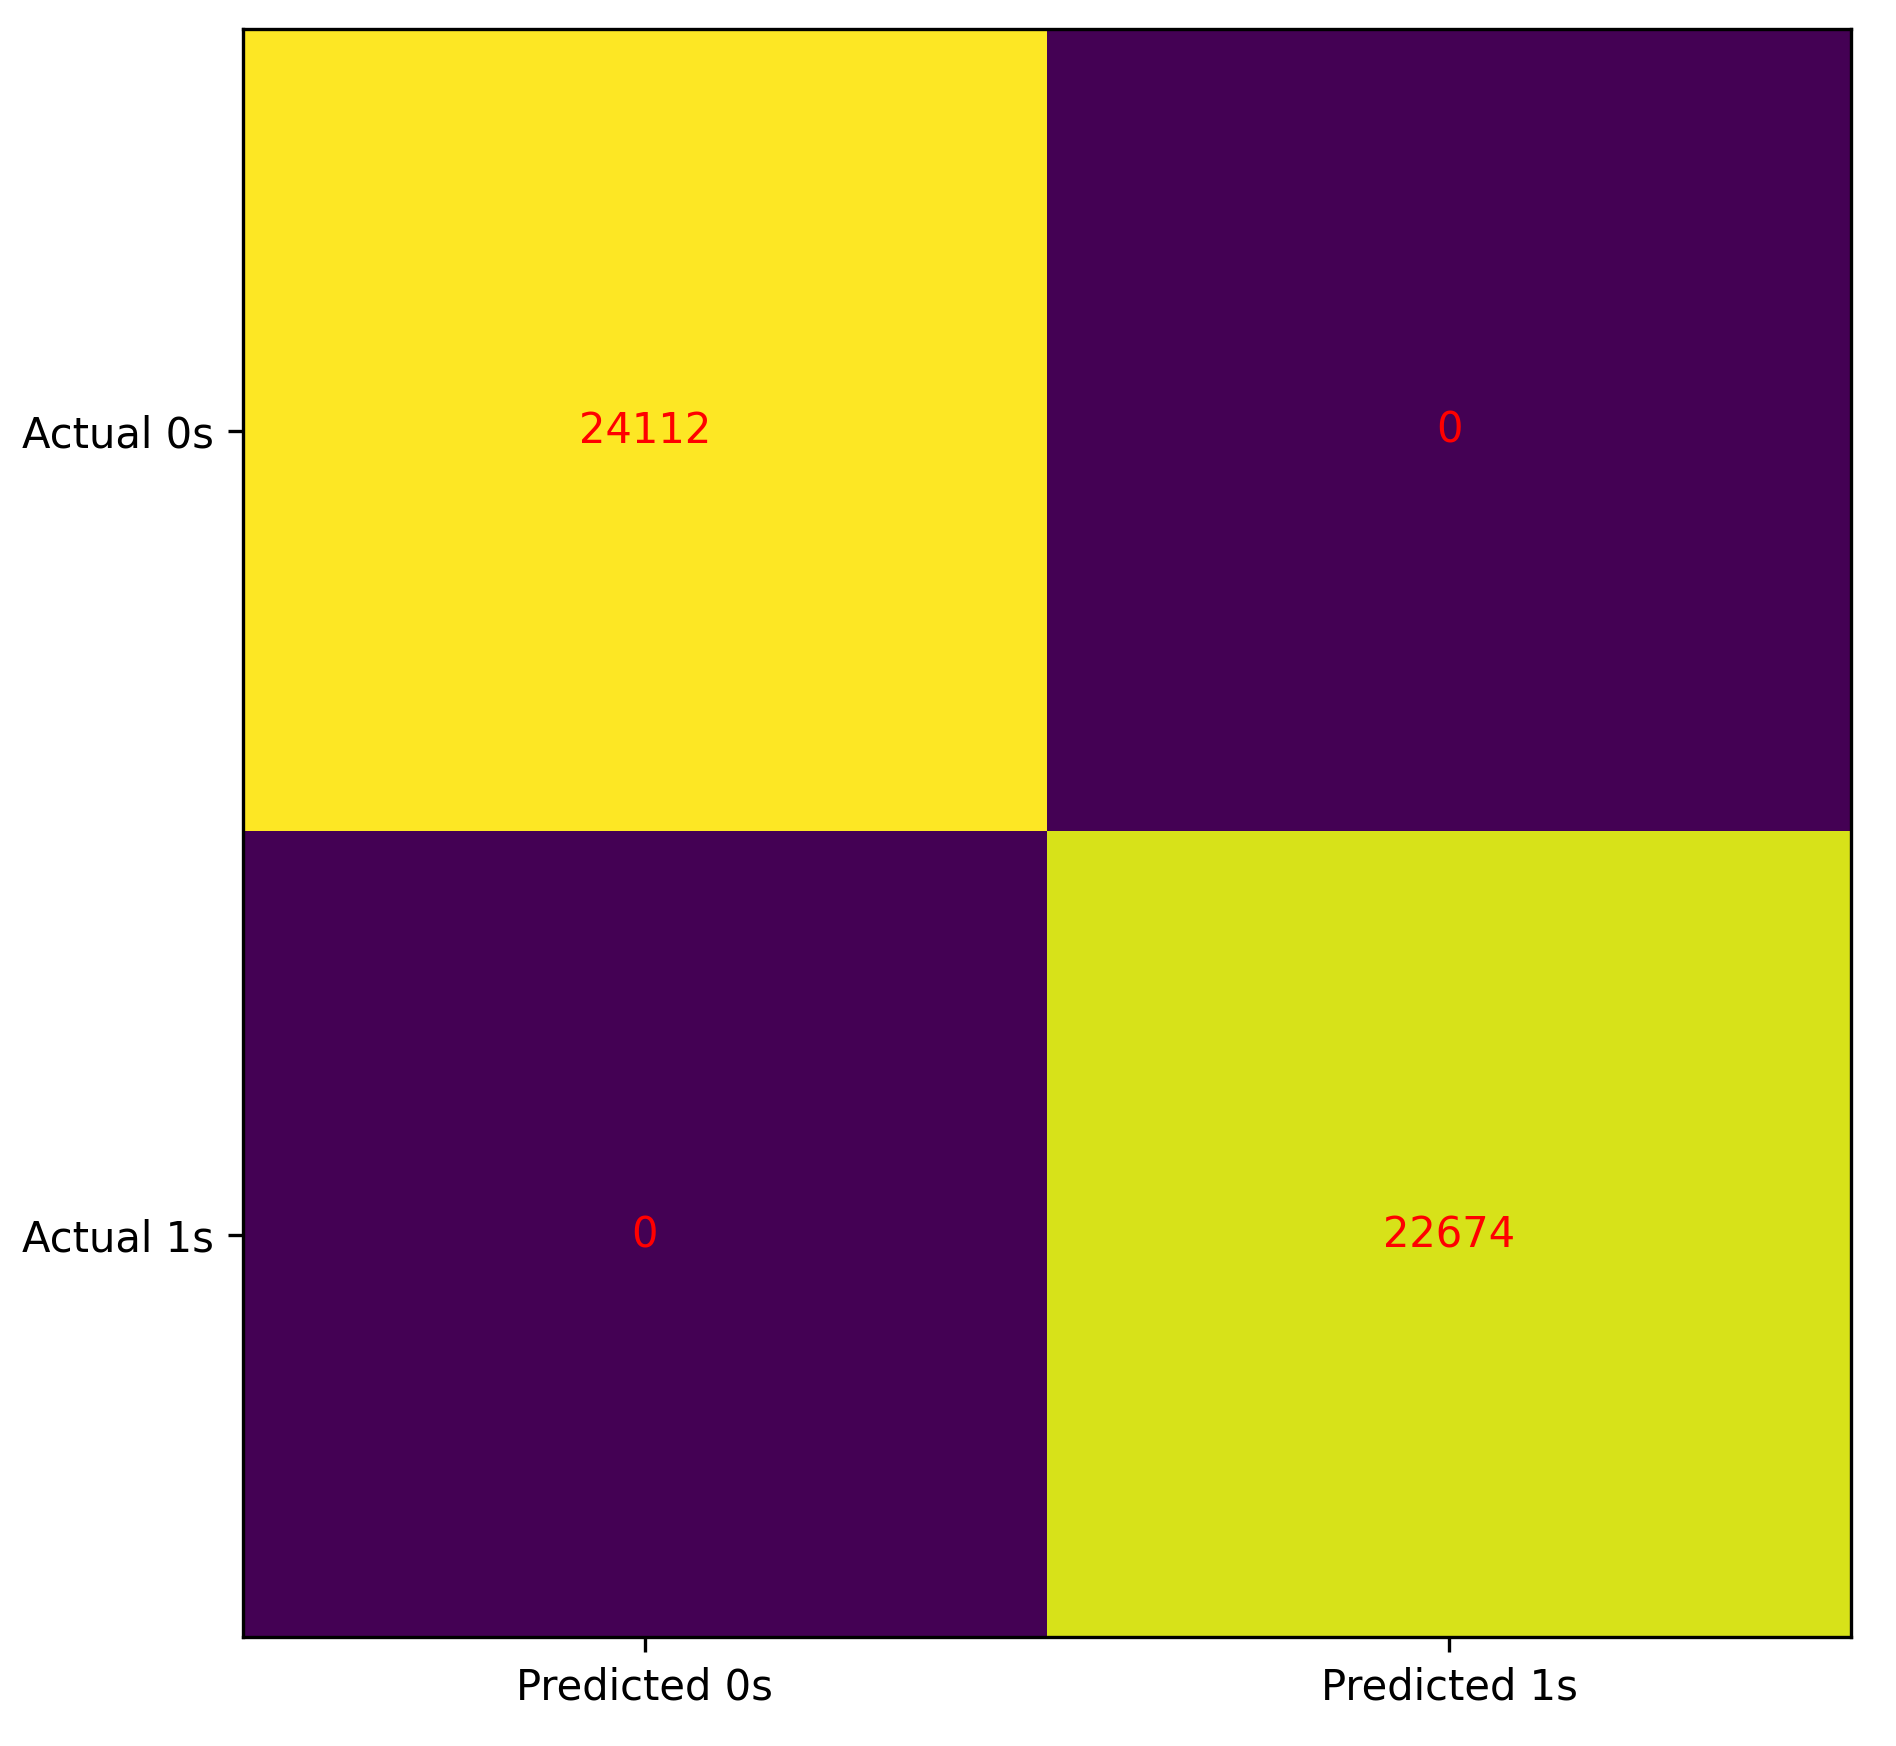 Actual 0s 24112 0
Actual 1s 0 22674
Predicted 0s Predicted 1s